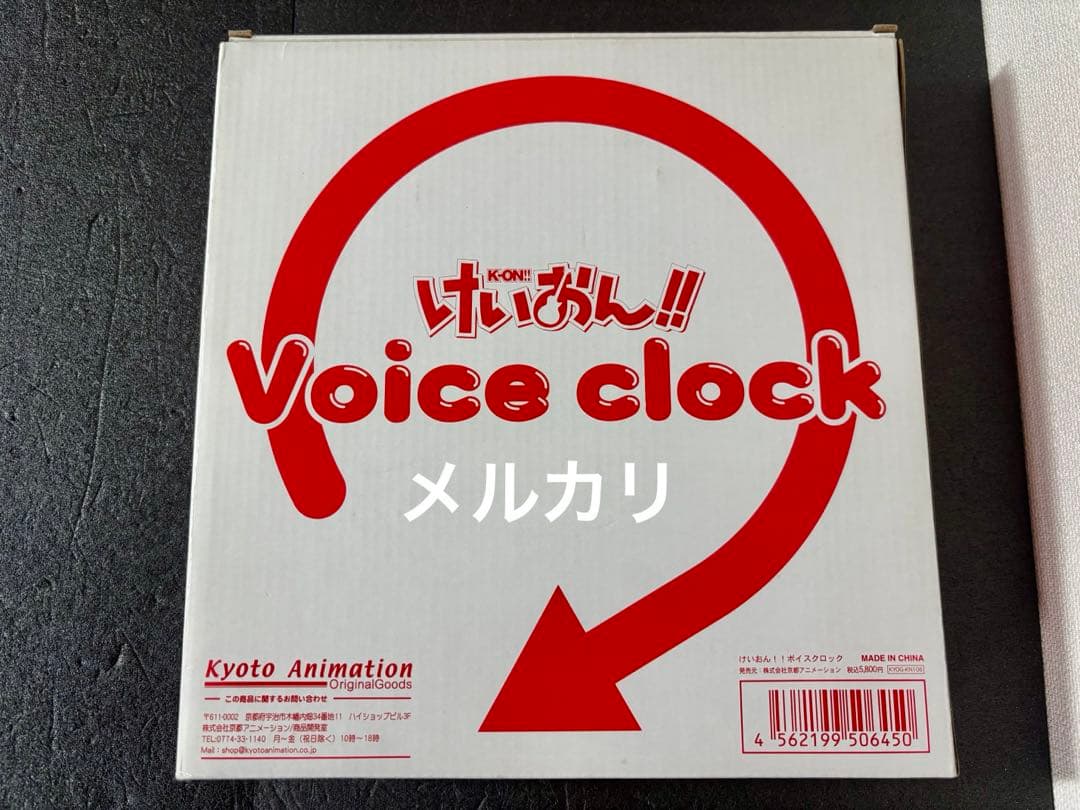 K-ON!!
けいおん!!
Voice clock
メルカリ
Kyoto Animation
OriginalGoods
この商品に関するお問い合わせ
〒611-0002 京都府宇治市木幡内畑34番地11 ハイショップビル3F
株式会社京都アニメーション/商品開発室
TEL:0774-33-1140 月～金(祝日除く)10時～18時
Mail:shop@kyotoanimation.co.jp
けいおん!!ボイスクロック MADE IN CHINA
発売元:株式会社京都アニメーション 税込5,800円 KYOG-KN106
4 562199 506450